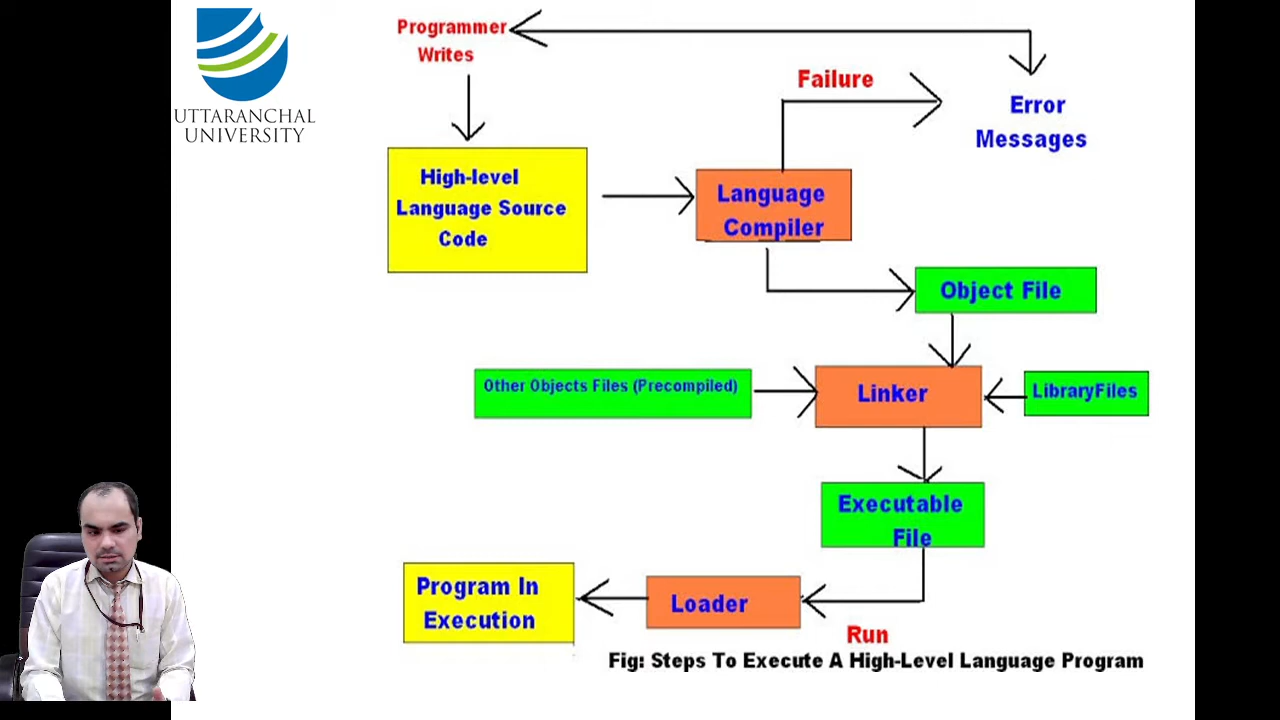 UTTARANCHAL
UNIVERSITY
Programmer
Writes
Failure
Error
Messages
High-level
Language Source
Code
Language
Compiler
Object File
Other Objects Files (Precompiled)
Linker
LibraryFiles
Executable
File
Program In
Execution
Loader
Run
Fig: Steps To Execute A High-Level Language Program